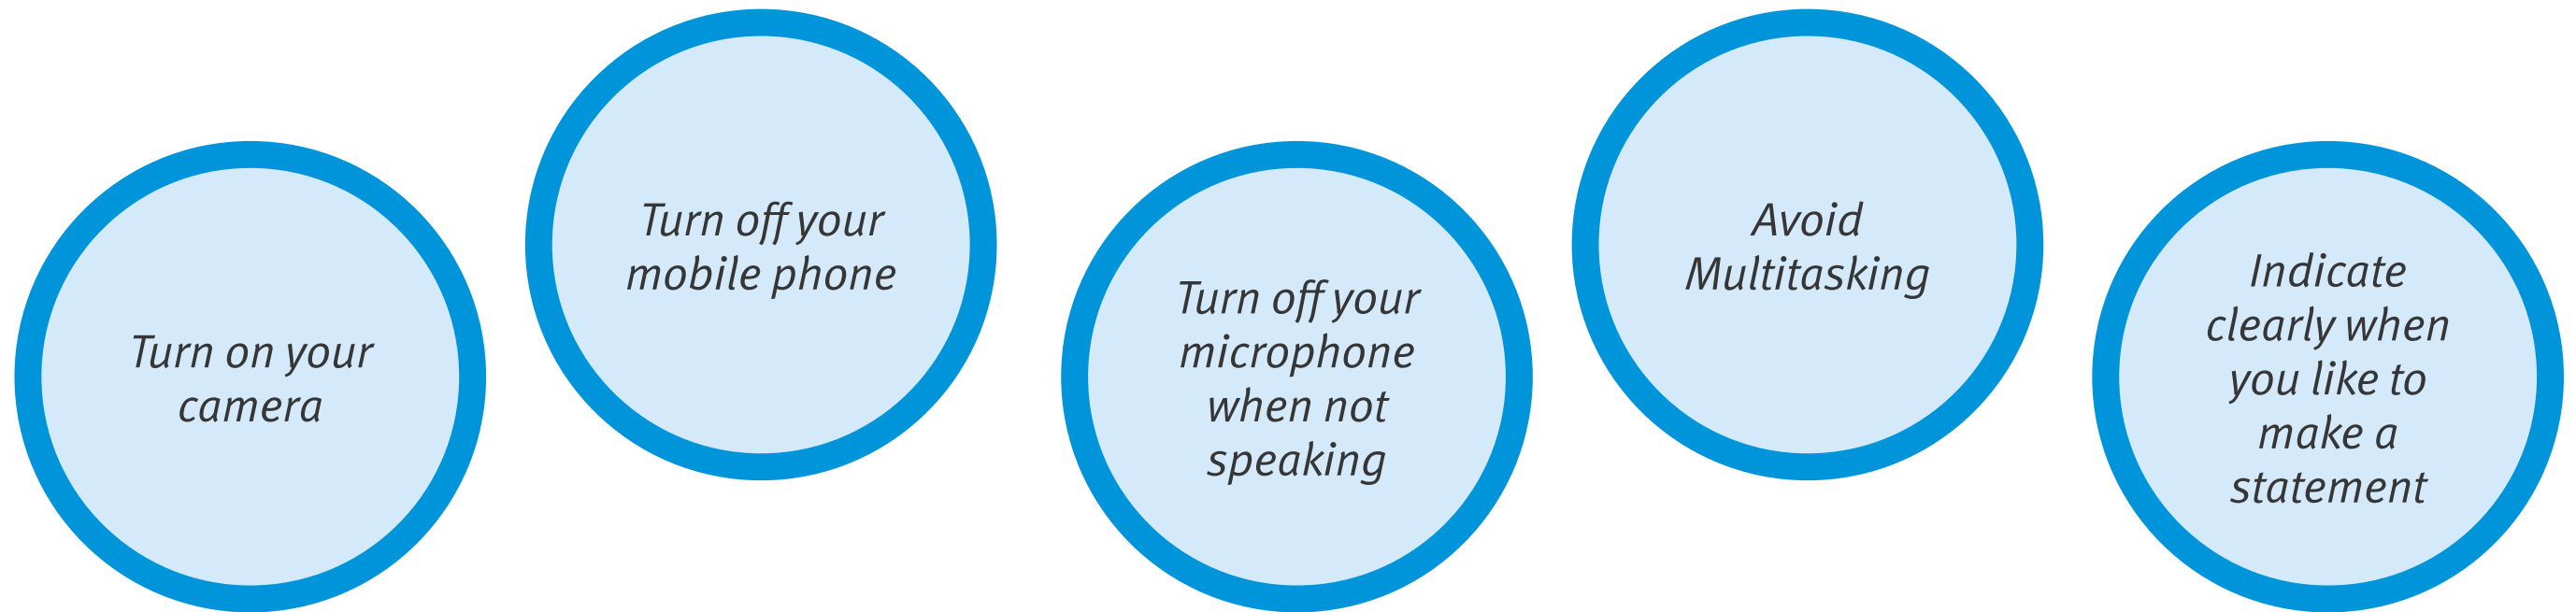 Turn on your
camera
Turn off your
mobile phone
Turn off your
microphone
when not
speaking
Avoid
Multitasking
Indicate
clearly when
you like to
make a
statement